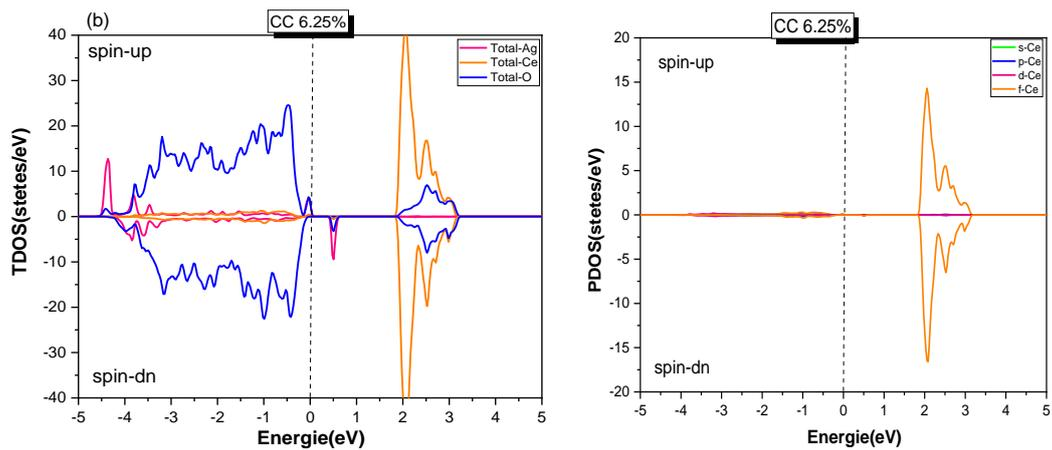 (b)
CC 6.25%
spin-up
Total-Ag
Total-Ce
Total-O
40
30
20
10
0
-10
-20
-30
-40
TDOS(stetes/eV)
spin-dn
-5 -4 -3 -2 -1 0 1 2 3 4 5
Energie(eV)
CC 6.25%
spin-up
s-Ce
p-Ce
d-Ce
f-Ce
20
15
10
5
0
-5
-10
-15
-20
PDOS(stetes/eV)
spin-dn
-5 -4 -3 -2 -1 0 1 2 3 4 5
Energie(eV)